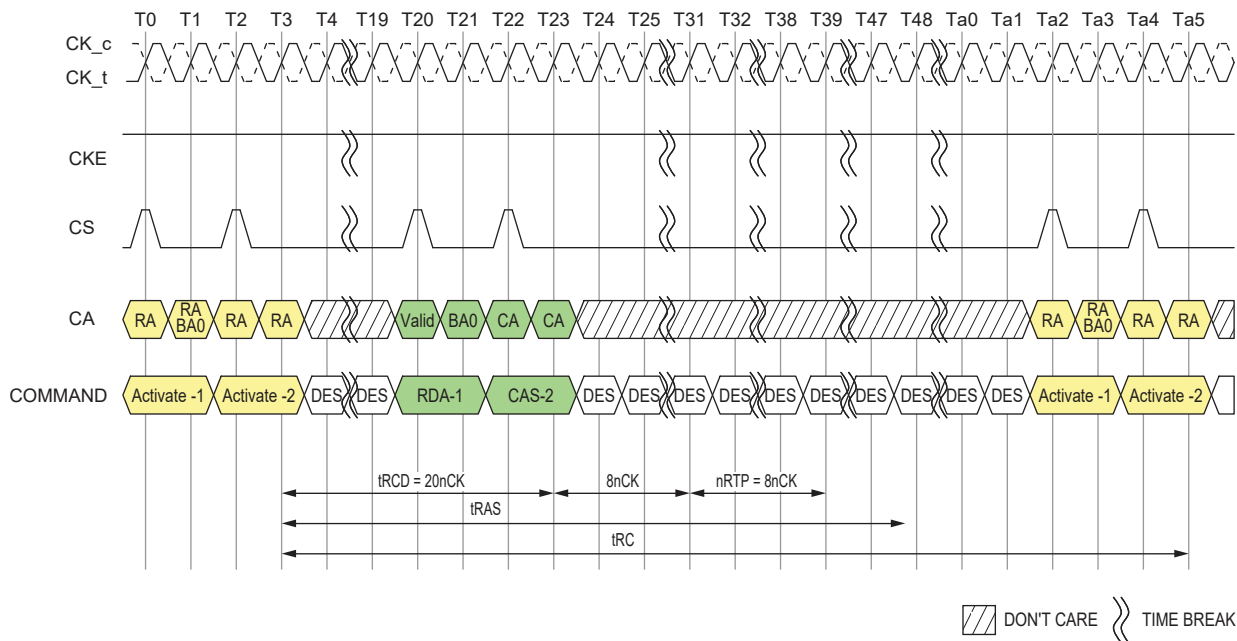 T0 T1 T2 T3 T4 T19 T20 T21 T22 T23 T24 T25 T31 T32 T38 T39 T47 T48 Ta0 Ta1 Ta2 Ta3 Ta4 Ta5
CK_c
CK_t
CKE
CS
CA RA RA BA0 RA RA Valid BA0 CA CA RA RA BA0 RA RA
COMMAND Activate -1 Activate -2 DES DES RDA-1 CAS-2 DES DES DES DES DES DES DES DES DES DES Activate -1 Activate -2
tRCD = 20nCK 8nCK nRTP = 8nCK
tRAS
tRC
DON'T CARE TIME BREAK